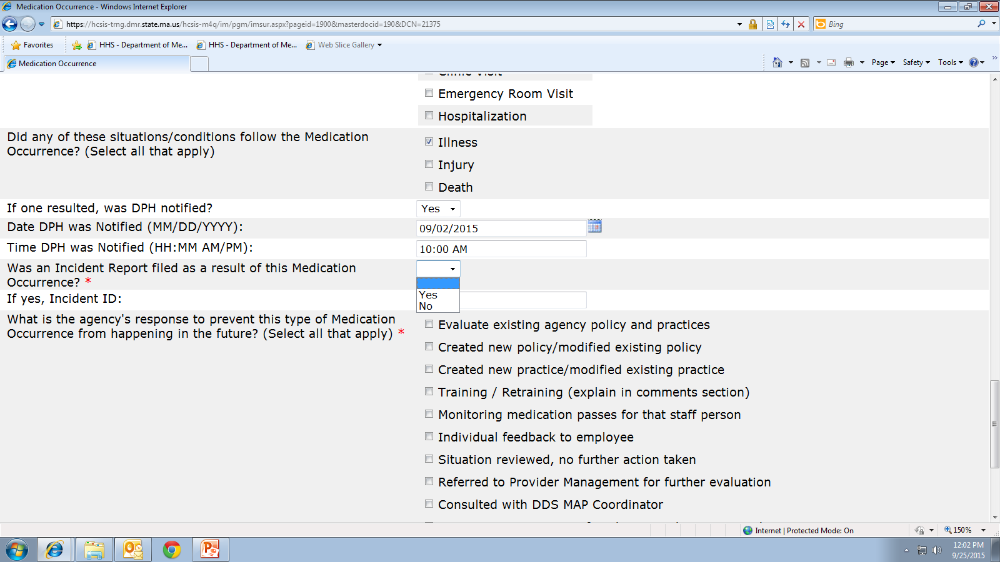 Medication Occurrence - Windows Internet Explorer
https://hcsis-trng.dmr.state.ma.us/hcsis-m4q/im/pgm/imsur.aspx?pageid=1900&masterdocid=190&DCN=21375
Bing
Favorites
HHS - Department of Me...
HHS - Department of Me...
Web Slice Gallery
Medication Occurrence
Page
Safety
Tools
Clinic Visit
Emergency Room Visit
Hospitalization
Did any of these situations/conditions follow the Medication
Occurrence? (Select all that apply)
Illness
Injury
Death
If one resulted, was DPH notified?
Yes
Date DPH was Notified (MM/DD/YYYY):
09/02/2015
Time DPH was Notified (HH:MM AM/PM):
10:00 AM
Was an Incident Report filed as a result of this Medication
Occurrence? *
Yes
No
If yes, Incident ID:
What is the agency's response to prevent this type of Medication
Occurrence from happening in the future? (Select all that apply) *
Evaluate existing agency policy and practices
Created new policy/modified existing policy
Created new practice/modified existing practice
Training / Retraining (explain in comments section)
Monitoring medication passes for that staff person
Individual feedback to employee
Situation reviewed, no further action taken
Referred to Provider Management for further evaluation
Consulted with DDS MAP Coordinator
Internet | Protected Mode: On
150%
12:02 PM
9/25/2015